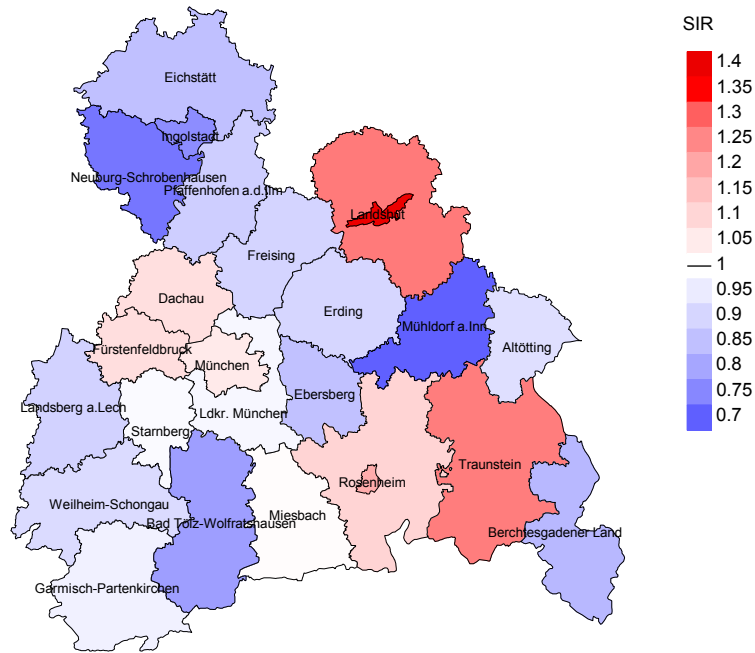 SIR
1.4
1.35
1.3
1.25
1.2
1.15
1.1
1.05
1
0.95
0.9
0.85
0.8
0.75
0.7
Eichstätt
Ingolstadt
Neuburg-Schrobenhausen
Pfaffenhofen a.d.Ilm
Landshut
Freising
Dachau
Erding
Mühldorf a.Inn
Altötting
Fürstenfeldbruck
München
Ebersberg
Landsberg a.Lech
Ldkr. München
Starnberg
Traunstein
Rosenheim
Weilheim-Schongau
Miesbach
Bad Tölz-Wolfratshausen
Berchtesgadener Land
Garmisch-Partenkirchen